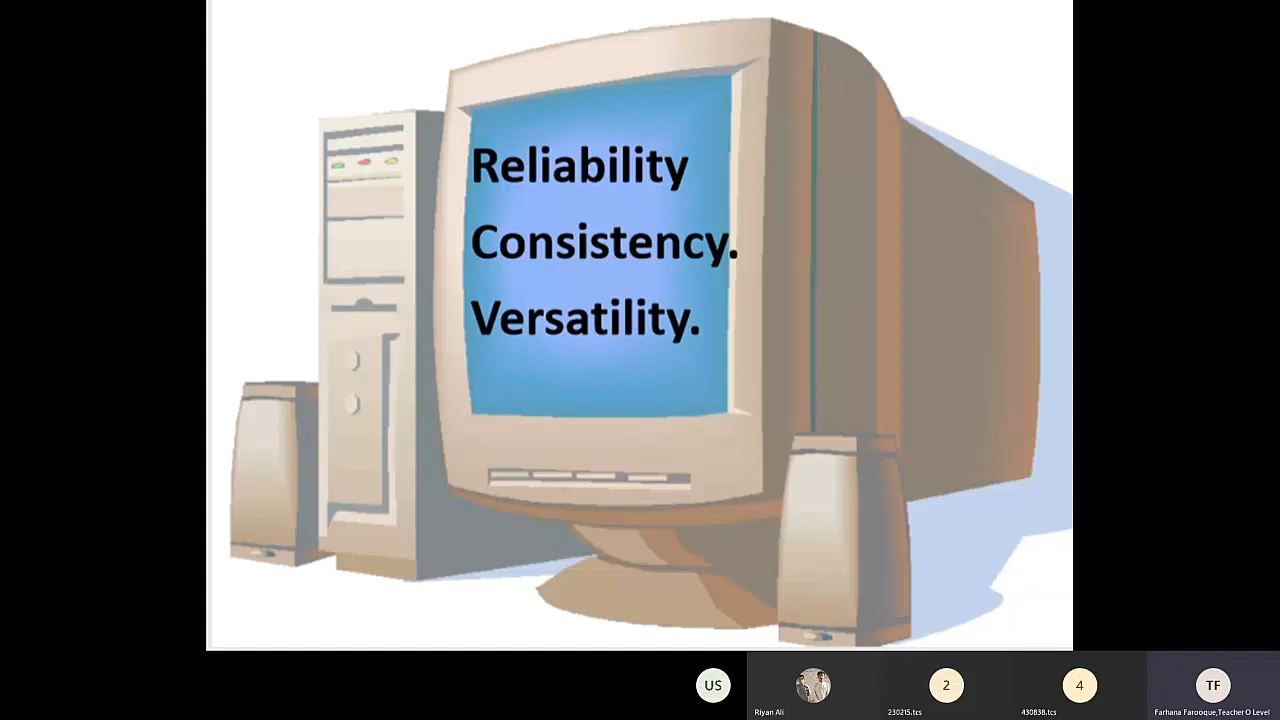 Reliability
Consistency.
Versatility.
US
2
4
TF
Riyan Ali
230215.tcs
430838.tcs
Farhana Farooque,Teacher O Level